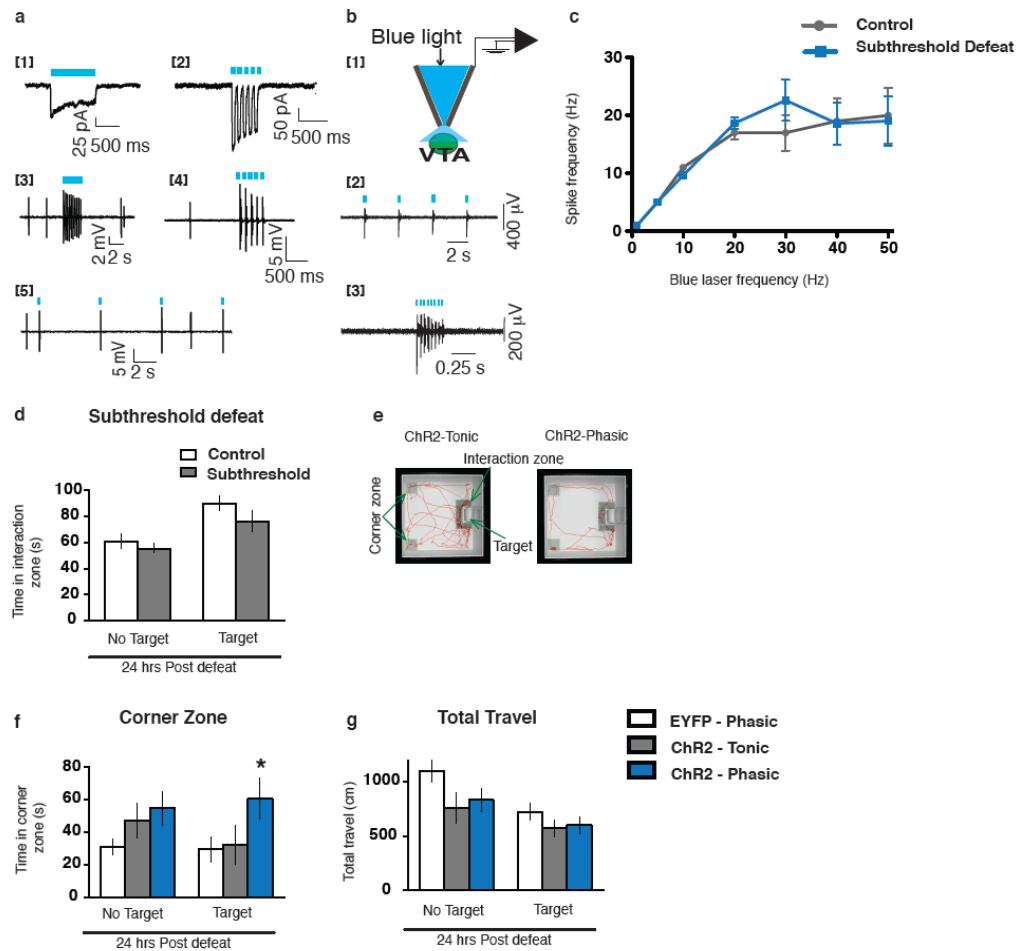 a
[1]
25 pA
500 ms
[2]
50 pA
500 ms
[3]
2 mV
2 s
[4]
5 mV
500 ms
[5]
5 mV
2 s
b
Blue light
[1]
VTA
[2]
400 µV
2 s
[3]
200 µV
0.25 s
c
Control
Subthreshold Defeat
Spike frequency (Hz)
30
20
10
0
0 10 20 30 40 50
Blue laser frequency (Hz)
d
Subthreshold defeat
Control
Subthreshold
Time in interaction
zone (s)
100
80
60
40
20
0
No Target Target
24 hrs Post defeat
e
ChR2-Tonic ChR2-Phasic
Interaction zone
Corner zone
Target
f
Corner Zone
Time in corner
zone (s)
80
60
40
20
0
*
No Target Target
24 hrs Post defeat
g
Total Travel
Total travel (cm)
1000
500
0
No Target Target
24 hrs Post defeat
EYFP - Phasic
ChR2 - Tonic
ChR2 - Phasic